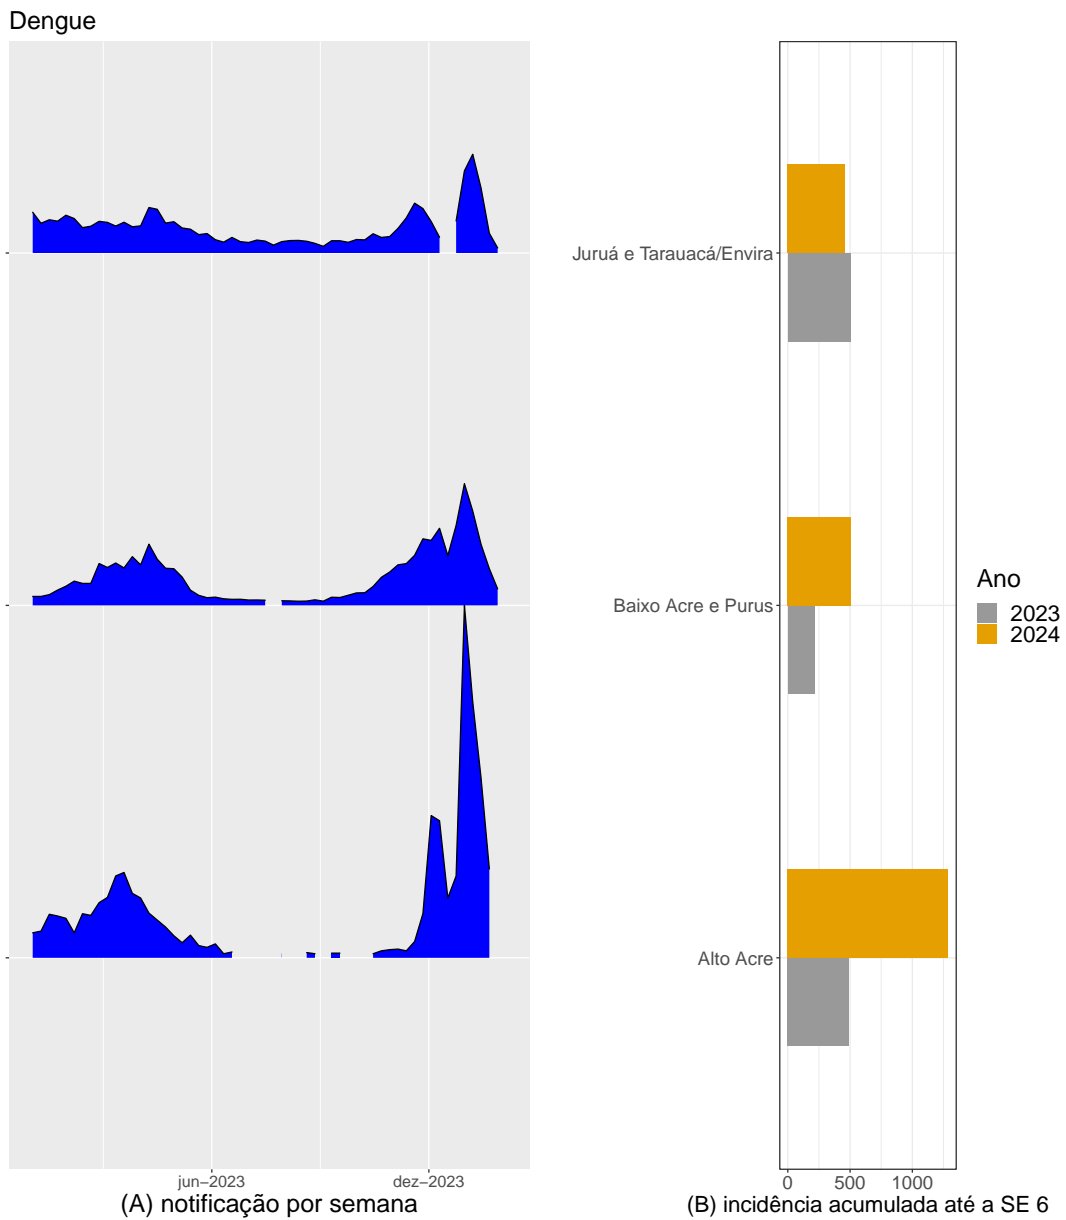 Dengue
Juruá e Tarauacá/Envira
Baixo Acre e Purus
Alto Acre
Ano
2023
2024
jun−2023
dez−2023
0
500
1000
(A) notificação por semana
(B) incidência acumulada até a SE 6